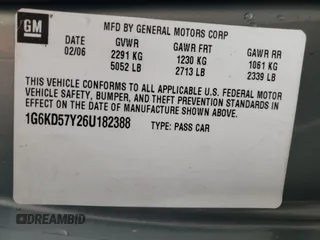 GM
MFD BY GENERAL MOTORS CORP
DATE GVWR GAWR FRT GAWR RR
02/06 2291 KG 1230 KG 1061 KG
5052 LB 2713 LB 2339 LB
THIS VEHICLE CONFORMS TO ALL APPLICABLE U.S. FEDERAL MOTOR
VEHICLE SAFETY, BUMPER, AND THEFT PREVENTION STANDARDS IN
EFFECT ON THE DATE OF MANUFACTURE SHOWN ABOVE.
1G6KD57Y26U182388 TYPE: PASS CAR
DREAMBID